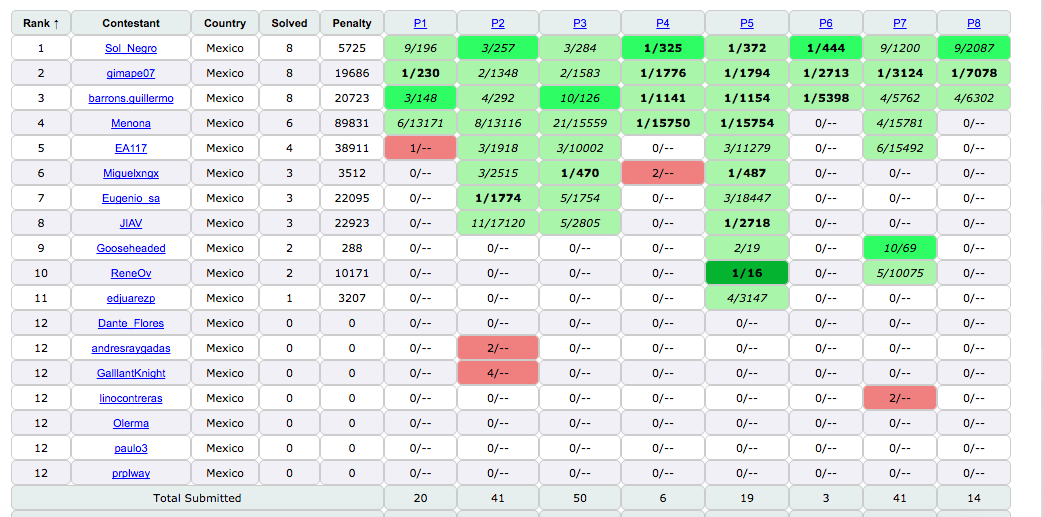 Rank ↑ Contestant Country Solved Penalty P1 P2 P3 P4 P5 P6 P7 P8
1 Sol_Negro Mexico 8 5725 9/196 3/257 3/284 1/325 1/372 1/444 9/1200 9/2087
2 gimape07 Mexico 8 19686 1/230 2/1348 2/1583 1/1776 1/1794 1/2713 1/3124 1/7078
3 barrons.guillermo Mexico 8 20723 3/148 4/292 10/126 1/1141 1/1154 1/5398 4/5762 4/6302
4 Menona Mexico 6 89831 6/13171 8/13116 21/15559 1/15750 1/15754 0/-- 4/15781 0/--
5 EA117 Mexico 4 38911 1/-- 3/1918 3/10002 0/-- 3/11279 0/-- 6/15492 0/--
6 Miguelxngx Mexico 3 3512 0/-- 3/2515 1/470 2/-- 1/487 0/-- 0/-- 0/--
7 Eugenio_sa Mexico 3 22095 0/-- 1/1774 5/1754 0/-- 3/18447 0/-- 0/-- 0/--
8 JIAV Mexico 3 22923 0/-- 11/17120 5/2805 0/-- 1/2718 0/-- 0/-- 0/--
9 Gooseheaded Mexico 2 288 0/-- 0/-- 0/-- 0/-- 2/19 0/-- 10/69 0/--
10 ReneOv Mexico 2 10171 0/-- 0/-- 0/-- 0/-- 1/16 0/-- 5/10075 0/--
11 edjuarezp Mexico 1 3207 0/-- 0/-- 0/-- 0/-- 4/3147 0/-- 0/-- 0/--
12 Dante_Flores Mexico 0 0 0/-- 0/-- 0/-- 0/-- 0/-- 0/-- 0/-- 0/--
12 andresraygadas Mexico 0 0 0/-- 2/-- 0/-- 0/-- 0/-- 0/-- 0/-- 0/--
12 GalllantKnight Mexico 0 0 0/-- 4/-- 0/-- 0/-- 0/-- 0/-- 0/-- 0/--
12 linocontreras Mexico 0 0 0/-- 0/-- 0/-- 0/-- 0/-- 0/-- 2/-- 0/--
12 Olerma Mexico 0 0 0/-- 0/-- 0/-- 0/-- 0/-- 0/-- 0/-- 0/--
12 paulo3 Mexico 0 0 0/-- 0/-- 0/-- 0/-- 0/-- 0/-- 0/-- 0/--
12 prplway Mexico 0 0 0/-- 0/-- 0/-- 0/-- 0/-- 0/-- 0/-- 0/--
Total Submitted 20 41 50 6 19 3 41 14